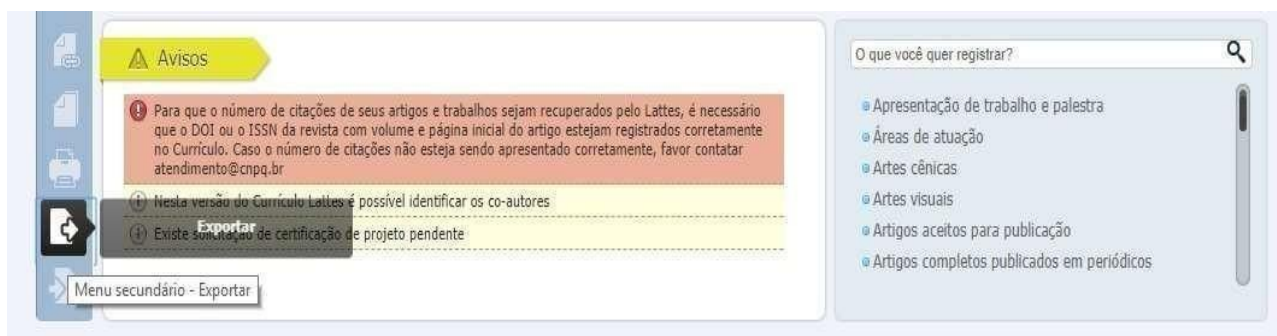 Avisos
Para que o número de citações de seus artigos e trabalhos sejam recuperados pelo Lattes, é necessário
que o DOI ou o ISSN da revista com volume e página inicial do artigo estejam registrados corretamente
no Currículo. Caso o número de citações não esteja sendo apresentado corretamente, favor contatar
atendimento@cnpq.br
Nesta versão do Currículo Lattes é possível identificar os co-autores
Exportar
Existe solicitação de certificação de projeto pendente
Menu secundário - Exportar
O que você quer registrar?
Apresentação de trabalho e palestra
Áreas de atuação
Artes cênicas
Artes visuais
Artigos aceitos para publicação
Artigos completos publicados em periódicos